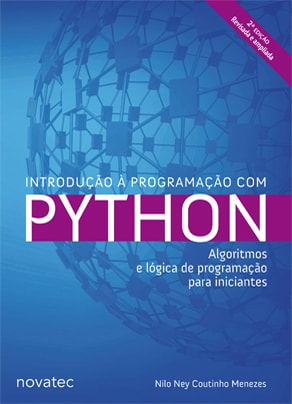 2ª EDIÇÃO
Revisada e ampliada
INTRODUÇÃO À PROGRAMAÇÃO COM
PYTHON
Algoritmos
e lógica de programação
para iniciantes
novatec
Nilo Ney Coutinho Menezes